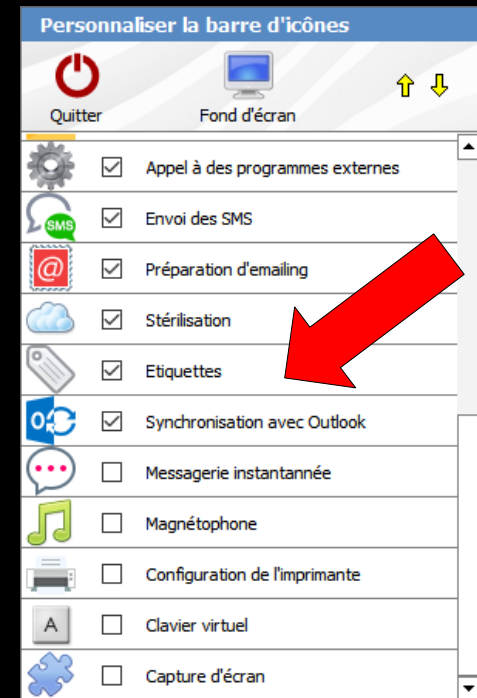 Personnaliser la barre d'icônes
Quitter
Fond d'écran
Appel à des programmes externes
SMS
Envoi des SMS
@
Préparation d'emailing
Stérilisation
Etiquettes
O
Synchronisation avec Outlook
Messagerie instantannée
Magnétophone
Configuration de l'imprimante
A
Clavier virtuel
Capture d'écran